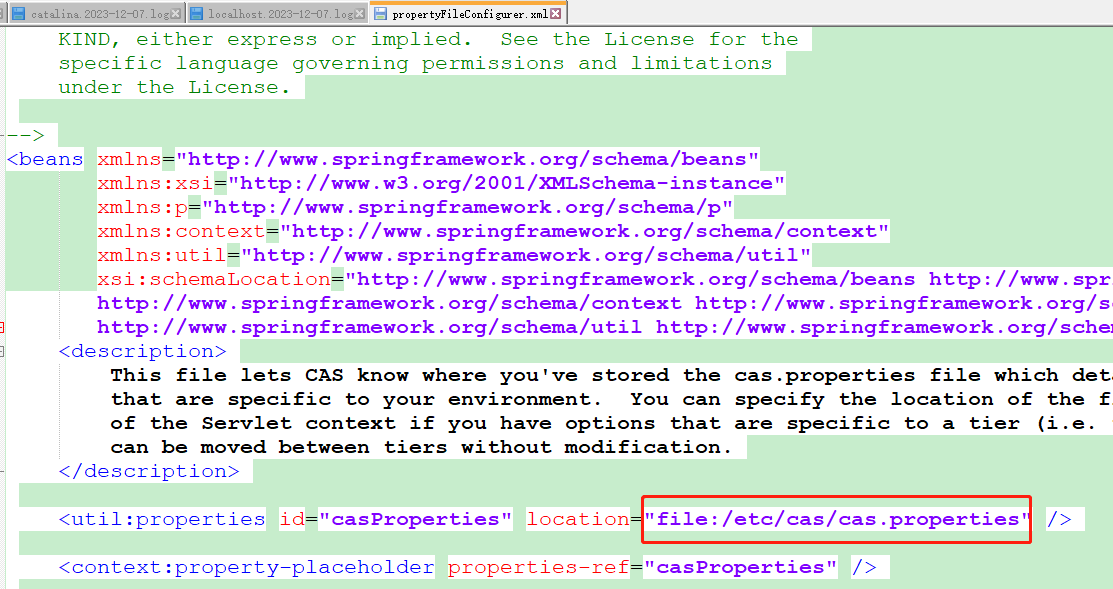 catalina.2023-12-07.log localhost.2023-12-07.log propertyFileConfigurer.xml
KIND, either express or implied.  See the License for the
specific language governing permissions and limitations
under the License.
-->
<beans xmlns="http://www.springframework.org/schema/beans"
xmlns:xsi="http://www.w3.org/2001/XMLSchema-instance"
xmlns:p="http://www.springframework.org/schema/p"
xmlns:context="http://www.springframework.org/schema/context"
xmlns:util="http://www.springframework.org/schema/util"
xsi:schemaLocation="http://www.springframework.org/schema/beans http://www.spr
http://www.springframework.org/schema/context http://www.springframework.org/s
http://www.springframework.org/schema/util http://www.springframework.org/sche
<description>
This file lets CAS know where you've stored the cas.properties file which det
that are specific to your environment.  You can specify the location of the f
of the Servlet context if you have options that are specific to a tier (i.e.
can be moved between tiers without modification.
</description>
<util:properties id="casProperties" location="file:/etc/cas/cas.properties" />
<context:property-placeholder properties-ref="casProperties" />